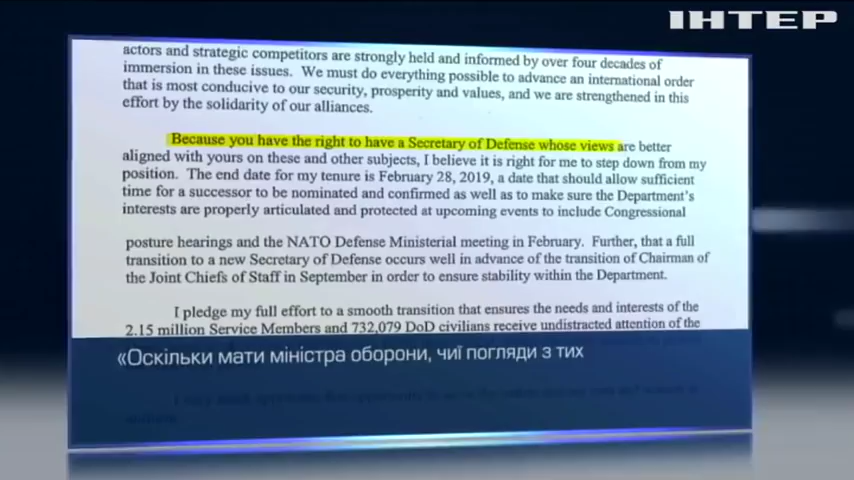 ІНТЕР
actors and strategic competitors are strongly held and informed by over four decades of
immersion in these issues. We must do everything possible to advance an international order
that is most conducive to our security, prosperity and values, and we are strengthened in this
effort by the solidarity of our alliances.
Because you have the right to have a Secretary of Defense whose views are better
aligned with yours on these and other subjects, I believe it is right for me to step down from my
position. The end date for my tenure is February 28, 2019, a date that should allow sufficient
time for a successor to be nominated and confirmed as well as to make sure the Department's
interests are properly articulated and protected at upcoming events to include Congressional
posture hearings and the NATO Defense Ministerial meeting in February. Further, that a full
transition to a new Secretary of Defense occurs well in advance of the transition of Chairman of
the Joint Chiefs of Staff in September in order to ensure stability within the Department.
I pledge my full effort to a smooth transition that ensures the needs and interests of the
2.15 million Service Members and 732,079 DoD civilians receive undistracted attention of the
«Оскільки мати міністра оборони, чиї погляди з тих